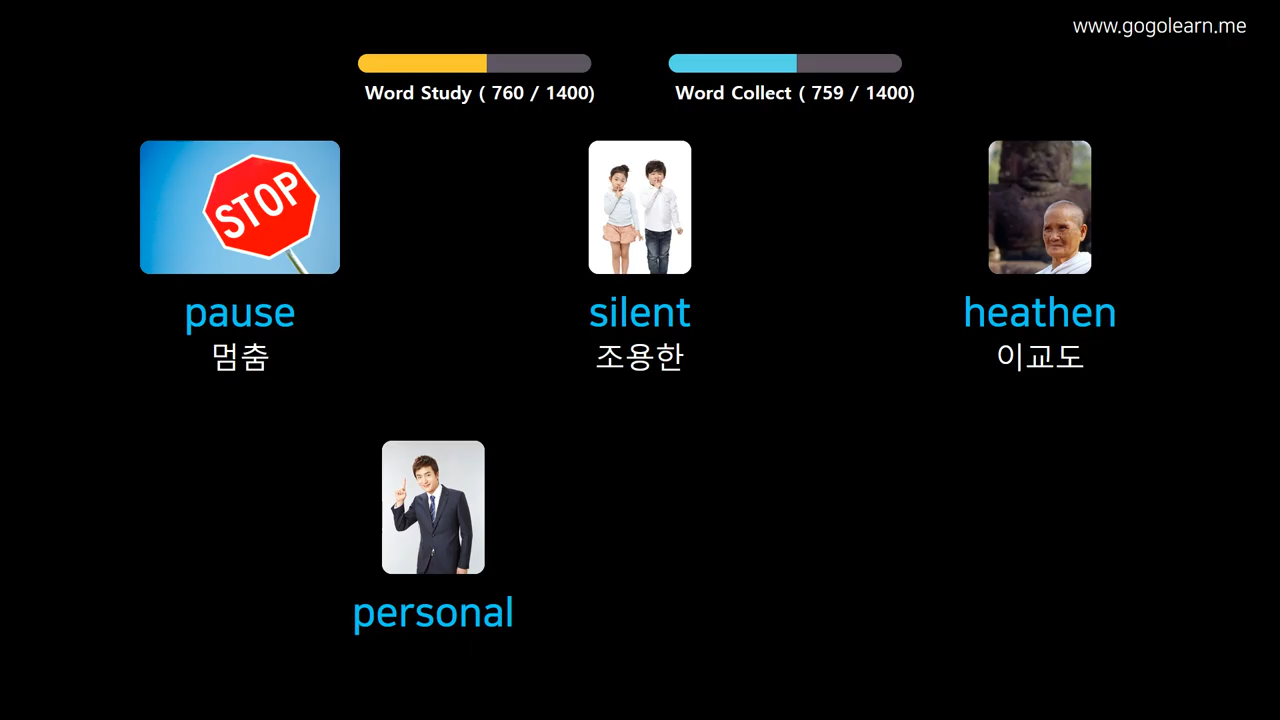 www.gogolearn.me
Word Study ( 760 / 1400)
Word Collect ( 759 / 1400)
STOP
pause
silent
heathen
멈춤
조용한
이교도
personal